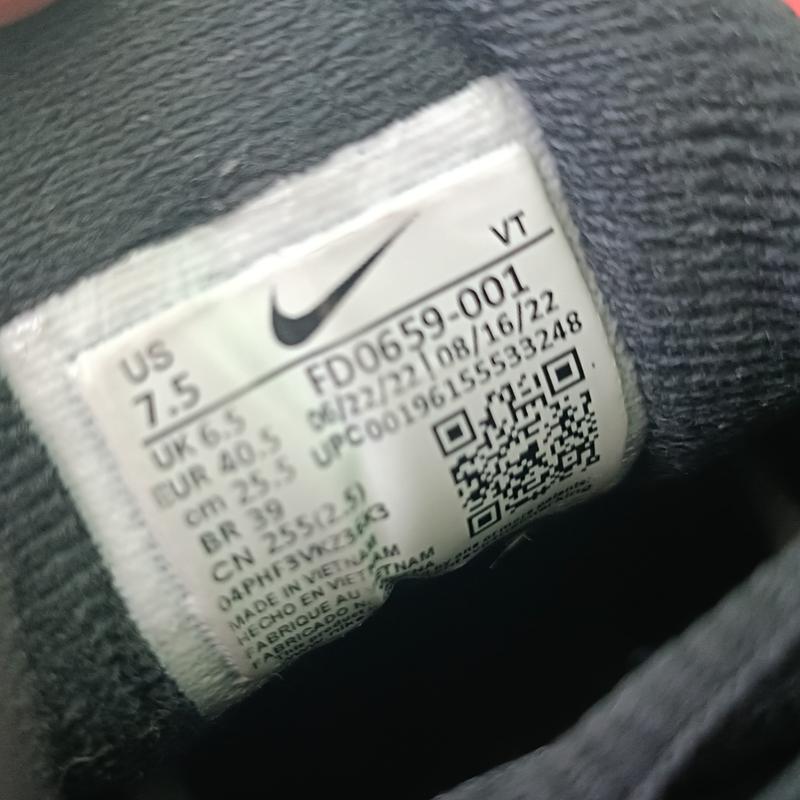 VT
US
7.5
FD0659-001
06/22/22 | 08/16/22
UPC00196155533248
UK 6.5
EUR 40.5
cm 25.5
BR 39
CN 255(2.5)
MADE IN VIETNAM
HECHO EN VIETNAM
FABRIQUE AU
FABRICADO